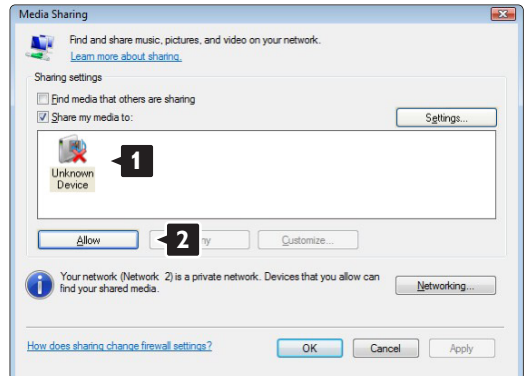 Media Sharing
Find and share music, pictures, and video on your network.
Learn more about sharing.
Sharing settings
Find media that others are sharing
Share my media to:
Settings...
Unknown
Device
1
Allow
2
ny
Customize...
Your network (Network 2) is a private network. Devices that you allow can
find your shared media.
Networking...
How does sharing change firewall settings?
OK
Cancel
Apply